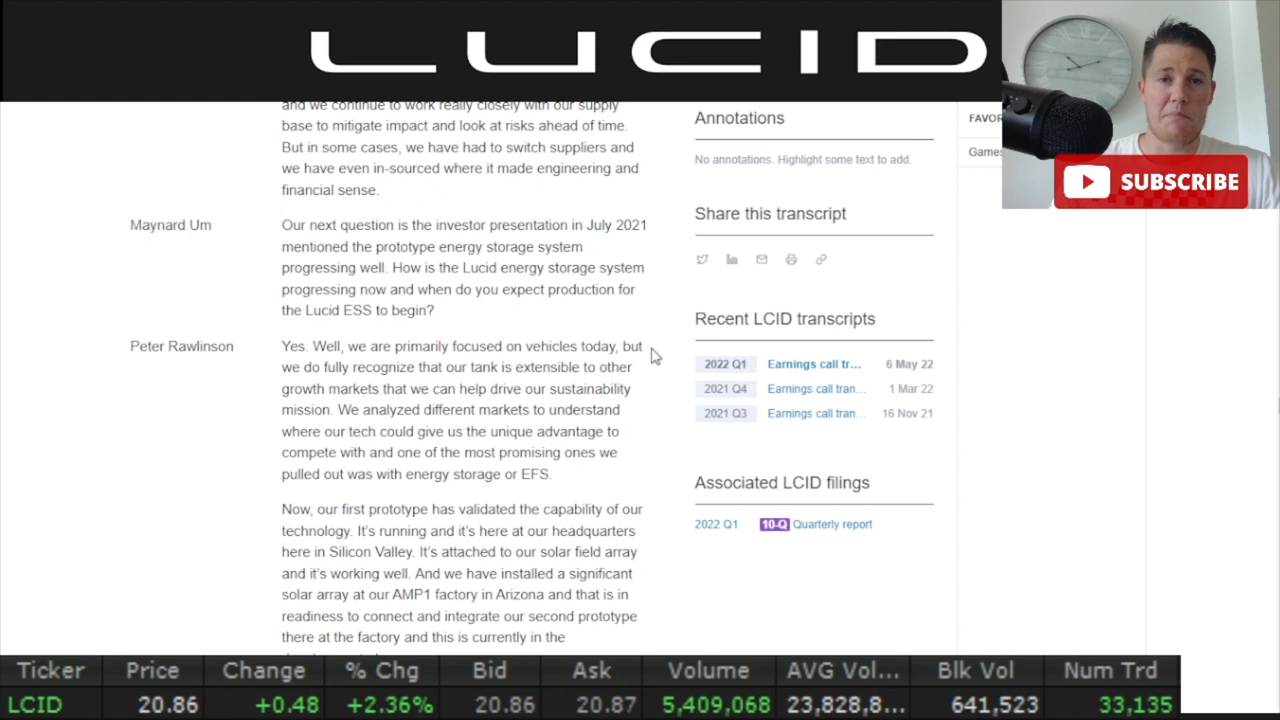 LUCID
and we continue to work really closely with our supply
base to mitigate impact and look at risks ahead of time.
But in some cases, we have had to switch suppliers and
we have even in-sourced where it made engineering and
financial sense.
Maynard Um
Our next question is the investor presentation in July 2021
mentioned the prototype energy storage system
progressing well. How is the Lucid energy storage system
progressing now and when do you expect production for
the Lucid ESS to begin?
Peter Rawlinson
Yes. Well, we are primarily focused on vehicles today, but
we do fully recognize that our tank is extensible to other
growth markets that we can help drive our sustainability
mission. We analyzed different markets to understand
where our tech could give us the unique advantage to
compete with and one of the most promising ones we
pulled out was with energy storage or EFS.
Now, our first prototype has validated the capability of our
technology. It's running and it's here at our headquarters
here in Silicon Valley. It's attached to our solar field array
and it's working well. And we have installed a significant
solar array at our AMP1 factory in Arizona and that is in
readiness to connect and integrate our second prototype
there at the factory and this is currently in the
Annotations
No annotations. Highlight some text to add.
Share this transcript
Recent LCID transcripts
2022 Q1 Earnings call tr... 6 May 22
2021 Q4 Earnings call tran... 1 Mar 22
2021 Q3 Earnings call tran... 16 Nov 21
Associated LCID filings
2022 Q1 10-Q Quarterly report
FAVOR
Game
SUBSCRIBE
Ticker Price Change % Chg Bid Ask Volume AVG Vol... Blk Vol Num Trd
LCID 20.86 +0.48 +2.36% 20.86 20.87 5,409,068 23,828,8... 641,523 33,135